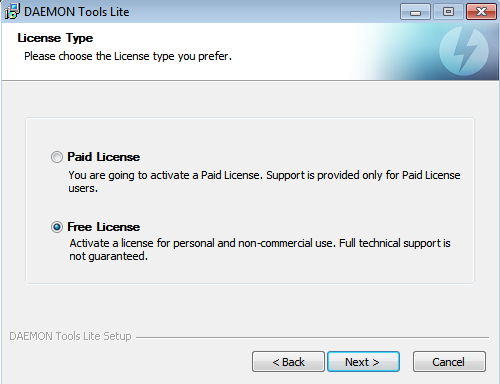 DAEMON Tools Lite
License Type
Please choose the License type you prefer.
Paid License
You are going to activate a Paid License. Support is provided only for Paid License
users.
Free License
Activate a license for personal and non-commercial use. Full technical support is
not guaranteed.
DAEMON Tools Lite Setup
< Back
Next >
Cancel